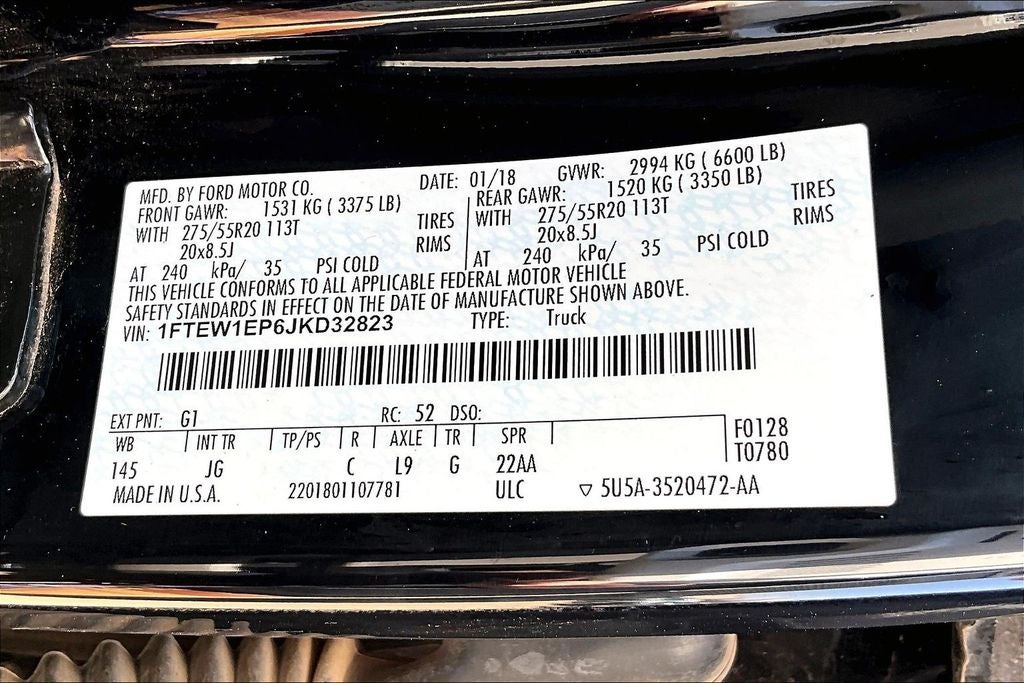 MFD. BY FORD MOTOR CO. DATE: 01/18 GVWR: 2994 KG ( 6600 LB)
FRONT GAWR: 1531 KG ( 3375 LB) REAR GAWR: 1520 KG ( 3350 LB)
WITH 275/55R20 113T TIRES WITH 275/55R20 113T TIRES
20x8.5J RIMS 20x8.5J RIMS
AT 240 kPa/ 35 PSI COLD AT 240 kPa/ 35 PSI COLD
THIS VEHICLE CONFORMS TO ALL APPLICABLE FEDERAL MOTOR VEHICLE
SAFETY STANDARDS IN EFFECT ON THE DATE OF MANUFACTURE SHOWN ABOVE.
VIN: 1FTEW1EP6JKD32823 TYPE: Truck
EXT PNT: G1 RC: 52 DSO:
WB INT TR TP/PS R AXLE TR SPR F0128
145 JG C L9 G 22AA T0780
MADE IN U.S.A. 2201801107781 ULC ▽ 5U5A-3520472-AA